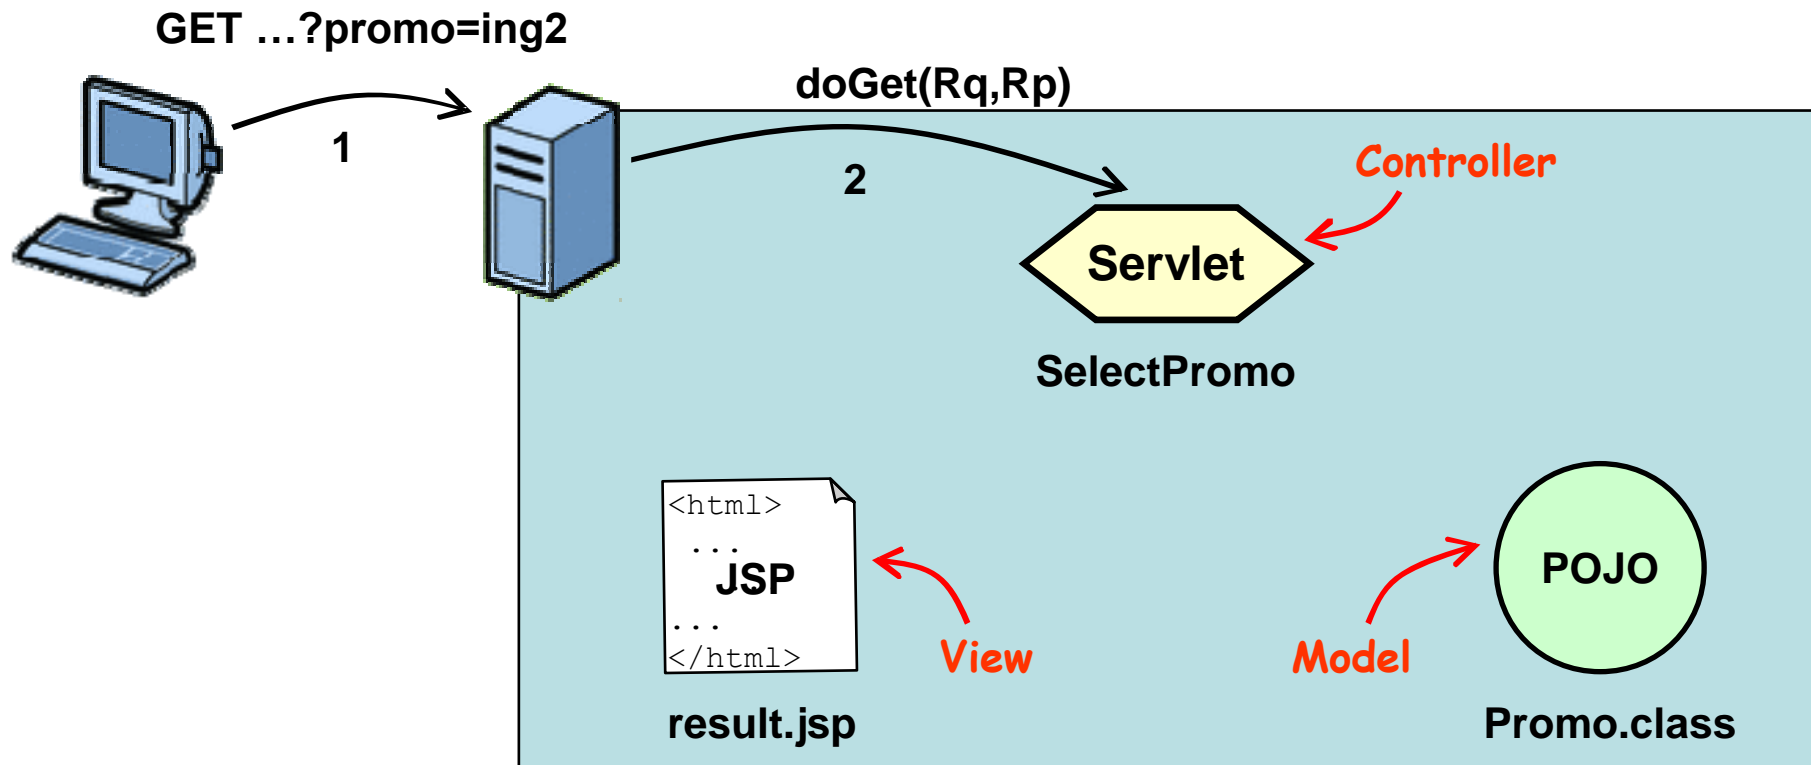 GET …?promo=ing2
doGet(Rq,Rp)
1
2
Controller
Servlet
SelectPromo
<html>
...
JSP
...
</html>
POJO
View
Model
result.jsp
Promo.class